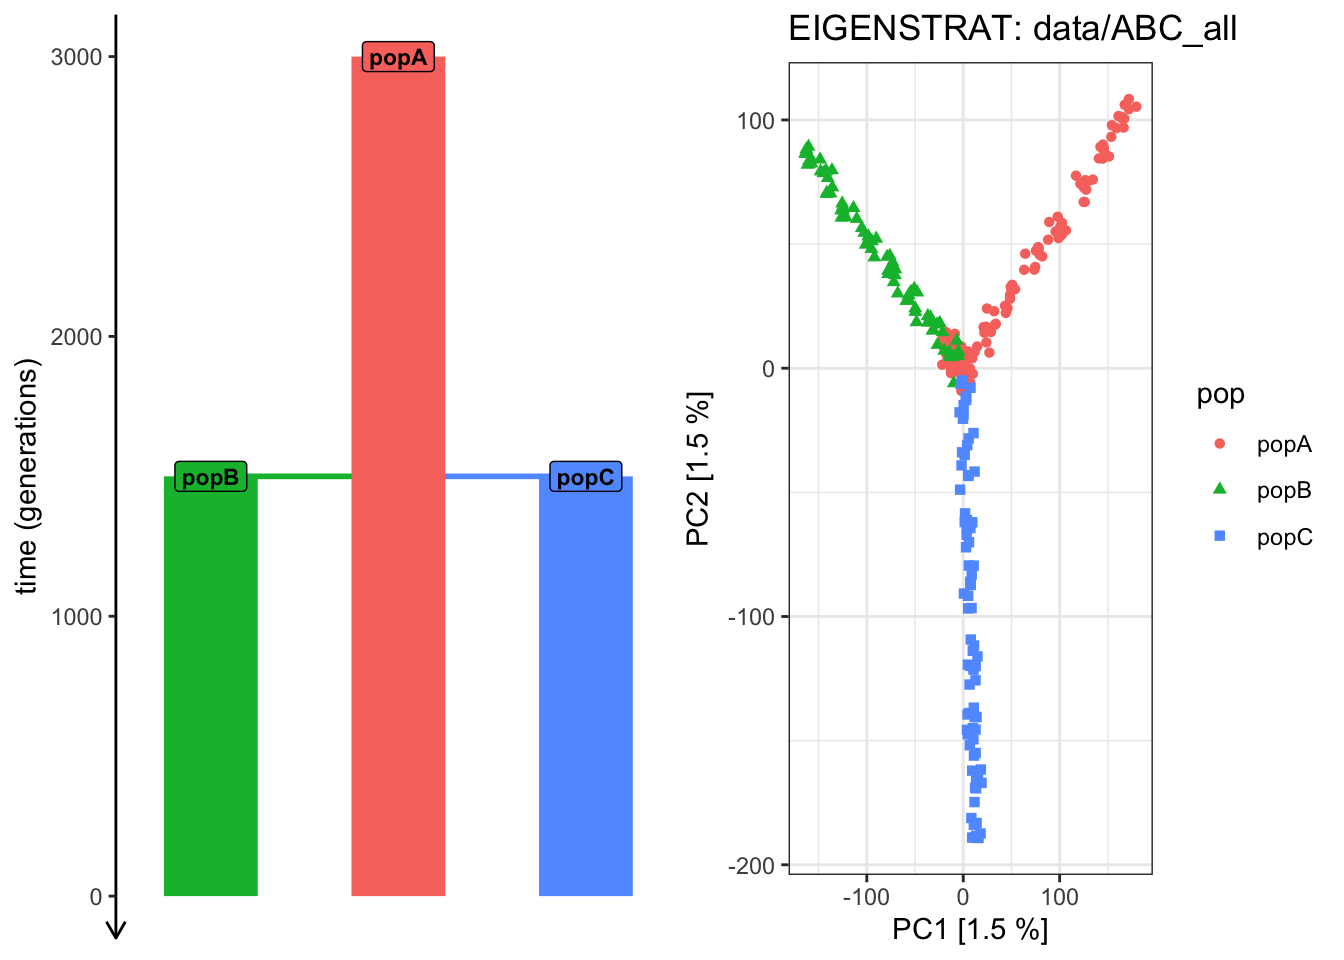 time (generations)
3000
2000
1000
0
popA
popB
popC
EIGENSTRAT: data/ABC_all
PC2 [1.5 %]
100
0
-100
-200
-100
0
100
PC1 [1.5 %]
pop
popA
popB
popC